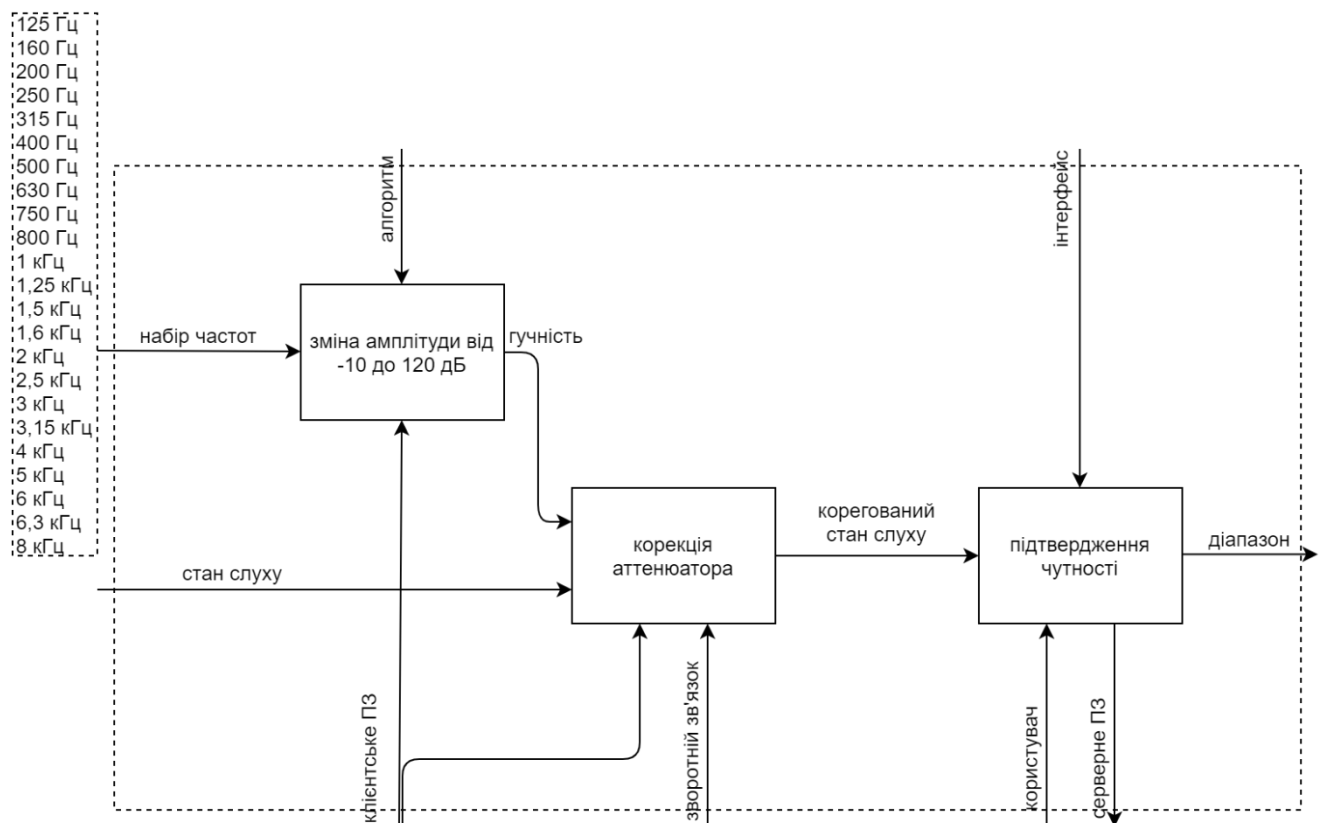 125 Гц
160 Гц
200 Гц
250 Гц
315 Гц
400 Гц
500 Гц
630 Гц
750 Гц
800 Гц
1 кГц
1,25 кГц
1,5 кГц
1,6 кГц
2 кГц
2,5 кГц
3 кГц
3,15 кГц
4 кГц
5 кГц
6 кГц
6,3 кГц
8 кГц
алгоритм
інтерфейс
набір частот
зміна амплітуди від
-10 до 120 дБ
гучність
стан слуху
корекція
аттенюатора
корегований
стан слуху
підтвердження
чутності
діапазон
клієнтське ПЗ
зворотній зв'язок
користувач
серверне ПЗ